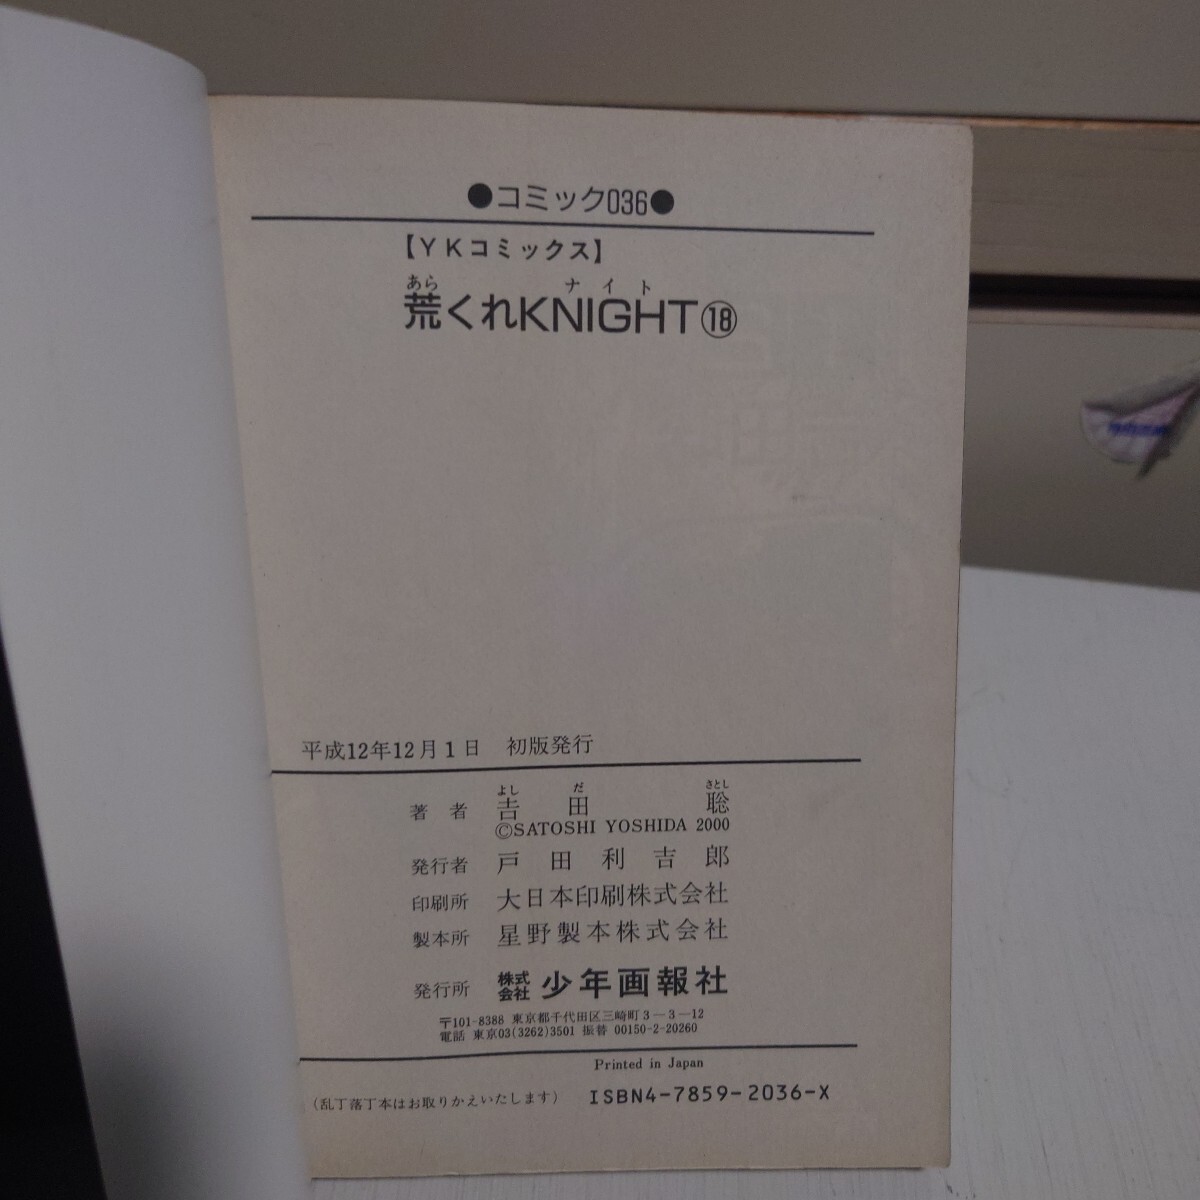 ●コミック036●
【YKコミックス】
あら ナイト
荒くれKNIGHT⑱
平成12年12月1日 初版発行
よし だ さとし
著者 吉田 聡
©SATOSHI YOSHIDA 2000
発行者 戸田利吉郎
印刷所 大日本印刷株式会社
製本所 星野製本株式会社
発行所 株式会社 少年画報社
〒101-8388 東京都千代田区三崎町3－3－12
電話 東京03(3262)3501 振替 00150-2-20260
Printed in Japan
(乱丁落丁本はお取りかえいたします) ISBN4-7859-2036-X